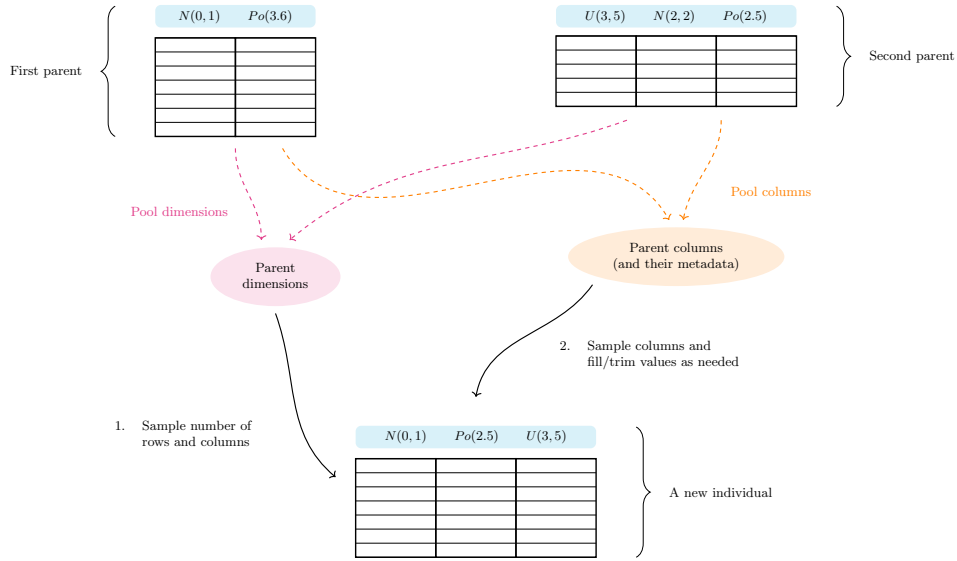 N(0, 1) Po(3.6)
First parent
U(3, 5) N(2, 2) Po(2.5)
Second parent
Pool dimensions
Pool columns
Parent
dimensions
Parent columns
(and their metadata)
1. Sample number of
rows and columns
2. Sample columns and
fill/trim values as needed
N(0, 1) Po(2.5) U(3, 5)
A new individual